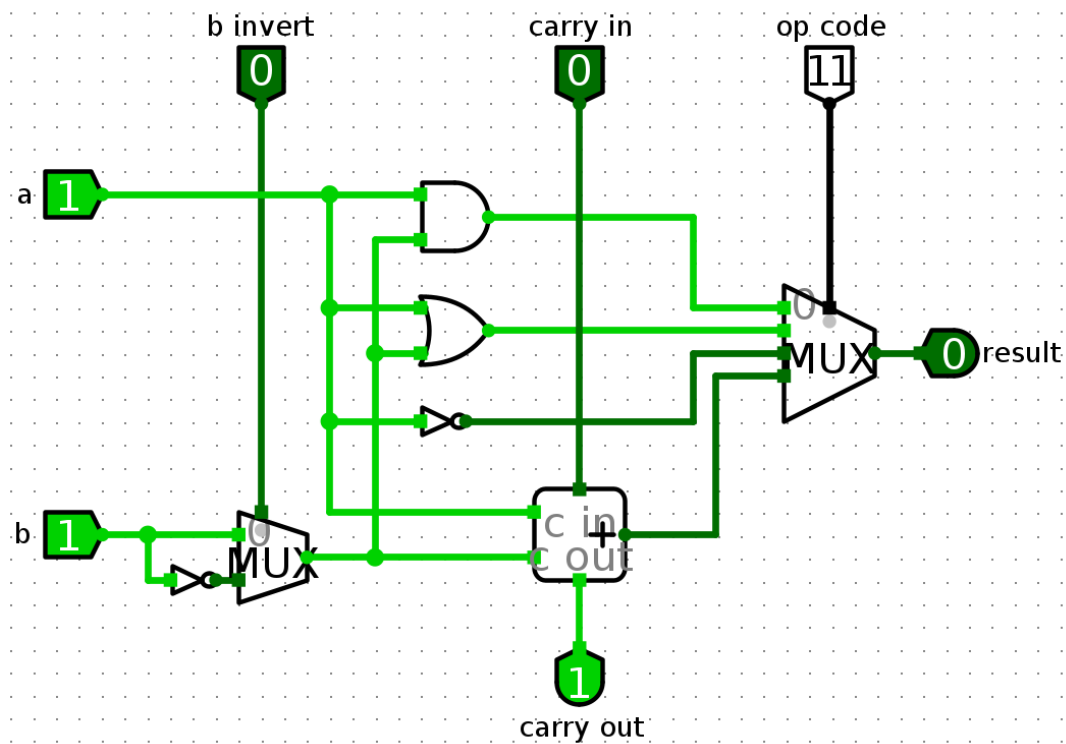 b invert
carry in
op code
0
0
11
a
1
0
MUX
0
result
b
1
0
MUX
c in
+
c out
1
carry out